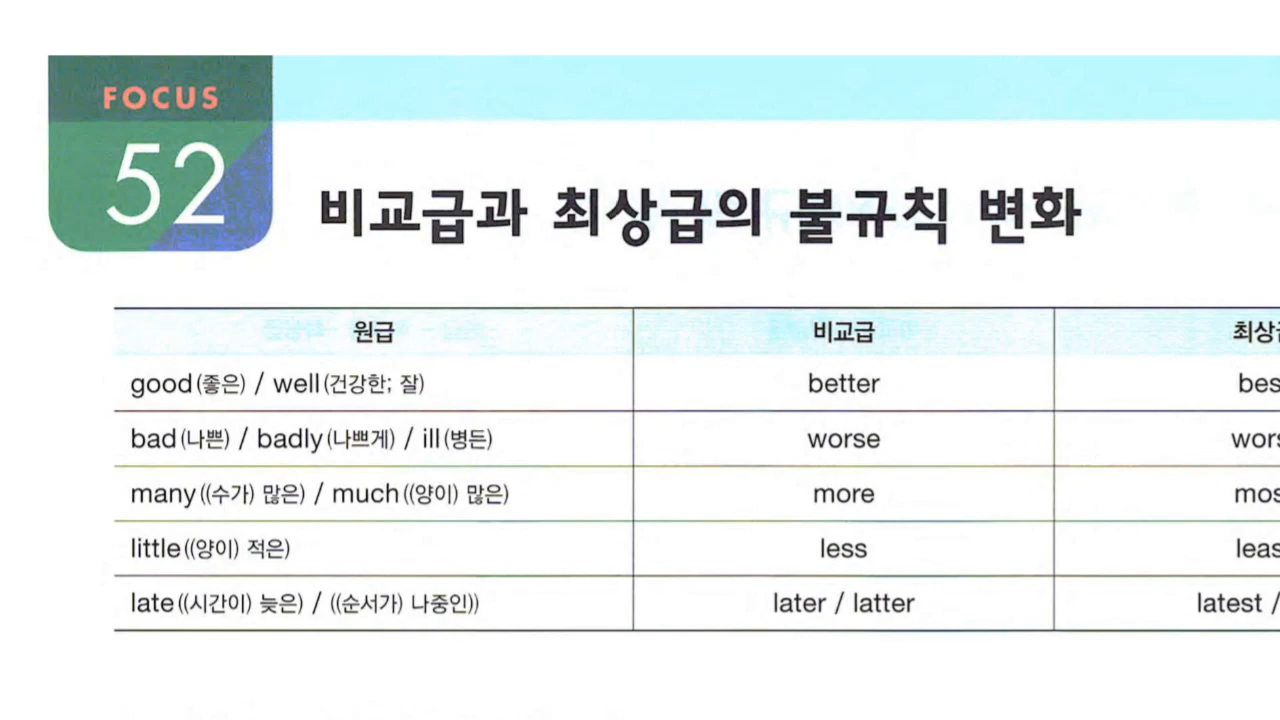 FOCUS
52
비교급과 최상급의 불규칙 변화
원급 비교급
good(좋은) / well(건강한; 잘) better
bad(나쁜) / badly(나쁘게) / ill(병든) worse
many((수가) 많은) / much((양이) 많은) more
little((양이) 적은) less
late((시간이) 늦은) / ((순서가) 나중인)) later / latter latest /